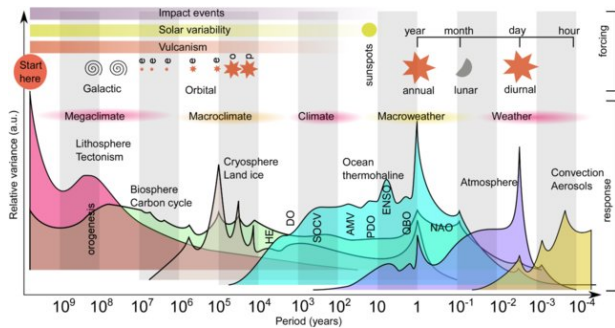 Impact events
Solar variability
Vulcanism
Start here
Galactic
e
e
e
e
e
o
p
Orbital
sunspots
year
month
day
hour
annual
lunar
diurnal
forcing
Megaclimate
Macroclimate
Climate
Macroweather
Weather
Lithosphere
Tectonism
Biosphere
Carbon cycle
Cryosphere
Land ice
Ocean
thermohaline
Atmosphere
Convection
Aerosols
orogenesis
HE
DO
SOCV
AMV
PDO
ENSO
QBO
NAO
response
Relative variance (a.u.)
10⁹ 10⁸ 10⁷ 10⁶ 10⁵ 10⁴ 10³ 10² 10 1 10⁻¹ 10⁻² 10⁻³ 10⁻⁴
Period (years)